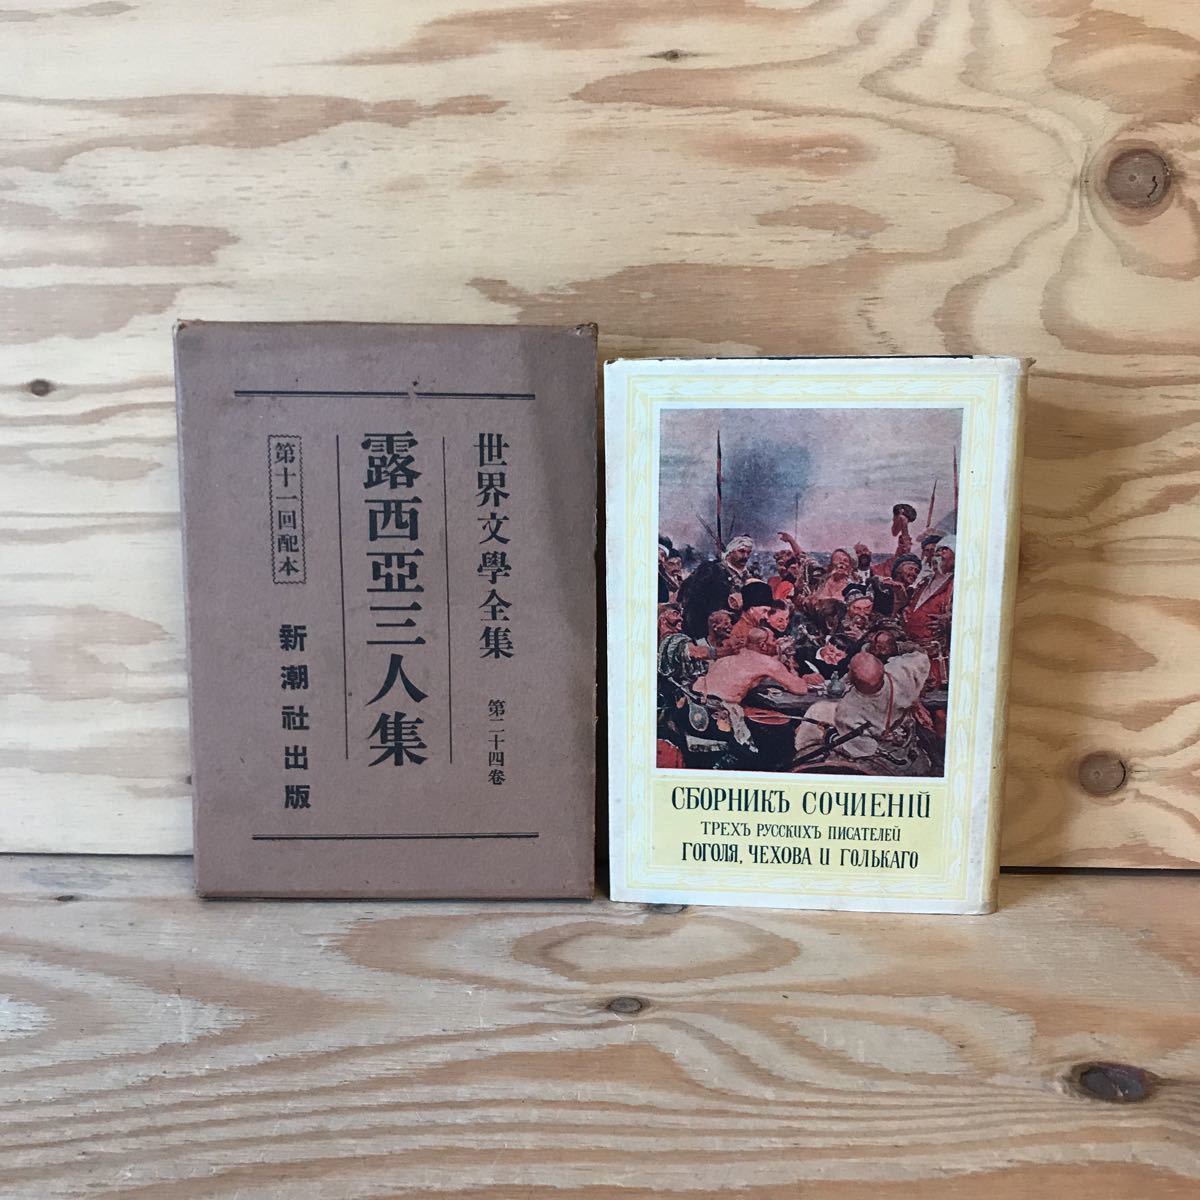 世界文學全集 第二十四卷
露西亞三人集
第十一回配本
新潮社出版
СБОРНИКЪ СОЧИЕНІЙ
ТРЕХЪ РУССКИХЪ ПИСАТЕЛЕЙ
ГОГОЛЯ, ЧЕХОВА И ГОЛЬКАГО